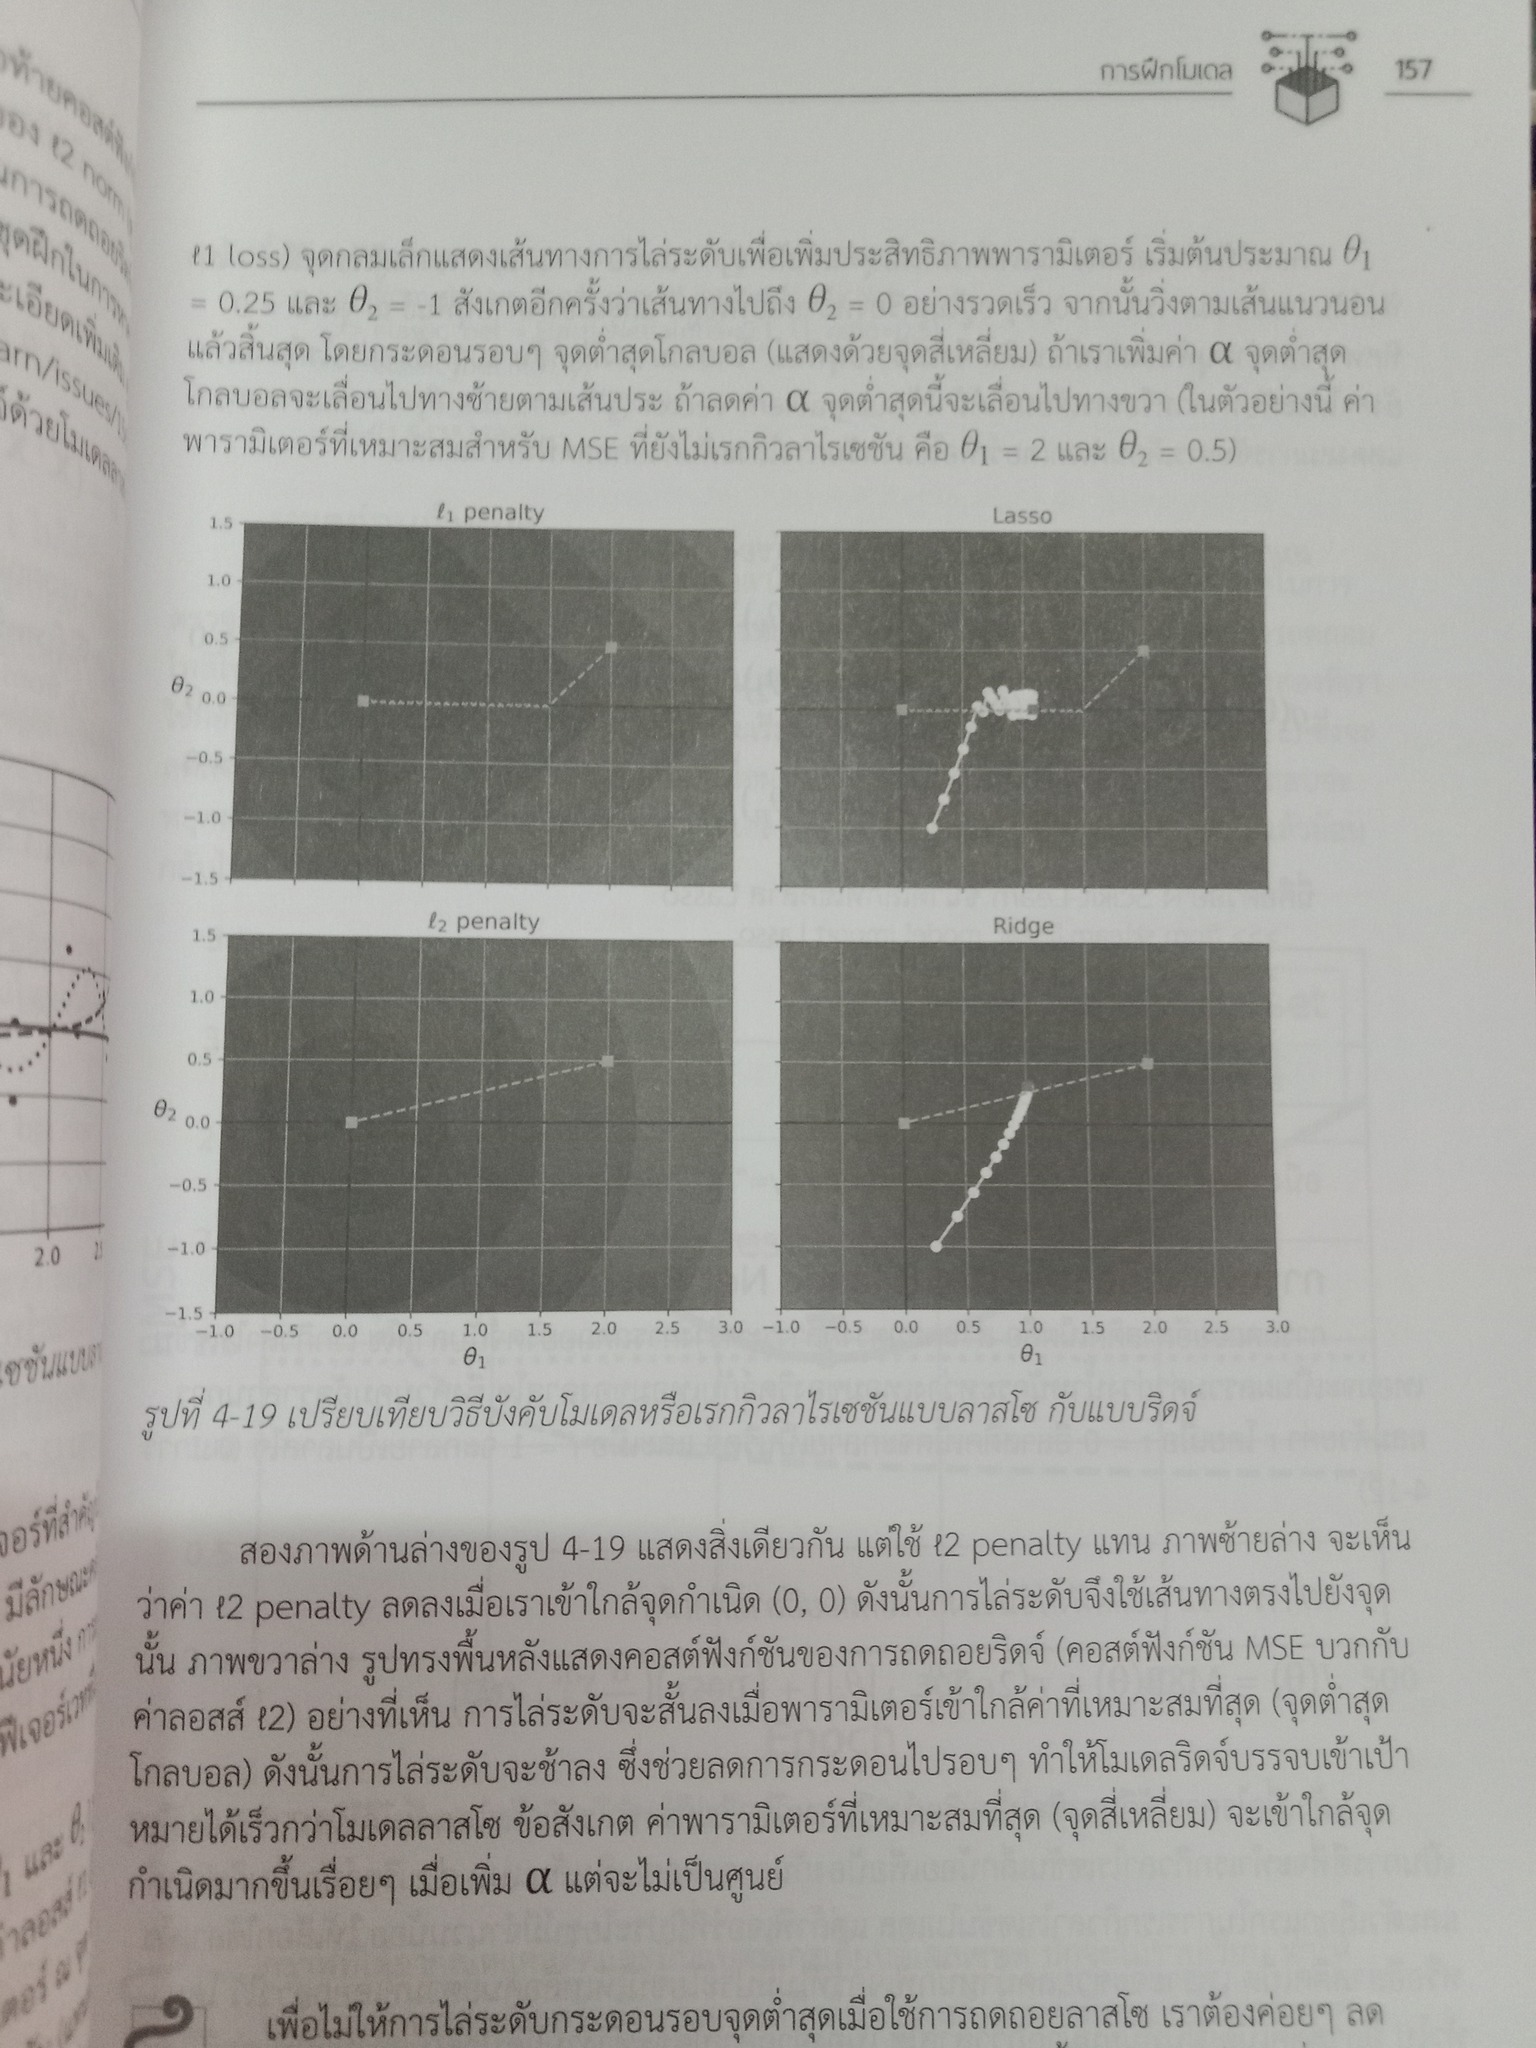 การฝึกโมเดล 157
ℓ1 loss) จุดกลมเล็กแสดงเส้นทางการไล่ระดับเพื่อเพิ่มประสิทธิภาพพารามิเตอร์ เริ่มต้นประมาณ θ₁
= 0.25 และ θ₂ = -1 สังเกตอีกครั้งว่าเส้นทางไปถึง θ₂ = 0 อย่างรวดเร็ว จากนั้นวิ่งตามเส้นแนวนอน
แล้วสิ้นสุด โดยกระดอนรอบๆ จุดต่ำสุดโกลบอล (แสดงด้วยจุดสี่เหลี่ยม) ถ้าเราเพิ่มค่า α จุดต่ำสุด
โกลบอลจะเลื่อนไปทางซ้ายตามเส้นประ ถ้าลดค่า α จุดต่ำสุดนี้จะเลื่อนไปทางขวา (ในตัวอย่างนี้ ค่า
พารามิเตอร์ที่เหมาะสมสำหรับ MSE ที่ยังไม่เรกกิวลาไรเซชัน คือ θ₁ = 2 และ θ₂ = 0.5)
ℓ₁ penalty
1.5
1.0
0.5
θ₂ 0.0
−0.5
−1.0
−1.5
Lasso
ℓ₂ penalty
1.5
1.0
0.5
θ₂ 0.0
−0.5
−1.0
−1.5
−1.0 −0.5 0.0 0.5 1.0 1.5 2.0 2.5 3.0
θ₁
Ridge
−1.0 −0.5 0.0 0.5 1.0 1.5 2.0 2.5 3.0
θ₁
รูปที่ 4-19 เปรียบเทียบวิธีบังคับโมเดลหรือเรกกิวลาไรเซชันแบบลาสโซ กับแบบริดจ์
สองภาพด้านล่างของรูป 4-19 แสดงสิ่งเดียวกัน แต่ใช้ ℓ2 penalty แทน ภาพซ้ายล่าง จะเห็น
ว่าค่า ℓ2 penalty ลดลงเมื่อเราเข้าใกล้จุดกำเนิด (0, 0) ดังนั้นการไล่ระดับจึงใช้เส้นทางตรงไปยังจุด
นั้น ภาพขวาล่าง รูปทรงพื้นหลังแสดงคอสต์ฟังก์ชันของการถดถอยริดจ์ (คอสต์ฟังก์ชัน MSE บวกกับ
ค่าลอสส์ ℓ2) อย่างที่เห็น การไล่ระดับจะสั้นลงเมื่อพารามิเตอร์เข้าใกล้ค่าที่เหมาะสมที่สุด (จุดต่ำสุด
โกลบอล) ดังนั้นการไล่ระดับจะช้าลง ซึ่งช่วยลดการกระดอนไปรอบๆ ทำให้โมเดลริดจ์บรรจบเข้าเป้า
หมายได้เร็วกว่าโมเดลลาสโซ ข้อสังเกต ค่าพารามิเตอร์ที่เหมาะสมที่สุด (จุดสี่เหลี่ยม) จะเข้าใกล้จุด
กำเนิดมากขึ้นเรื่อยๆ เมื่อเพิ่ม α แต่จะไม่เป็นศูนย์
เพื่อไม่ให้การไล่ระดับกระดอนรอบจุดต่ำสุดเมื่อใช้การถดถอยลาสโซ เราต้องค่อยๆ ลด